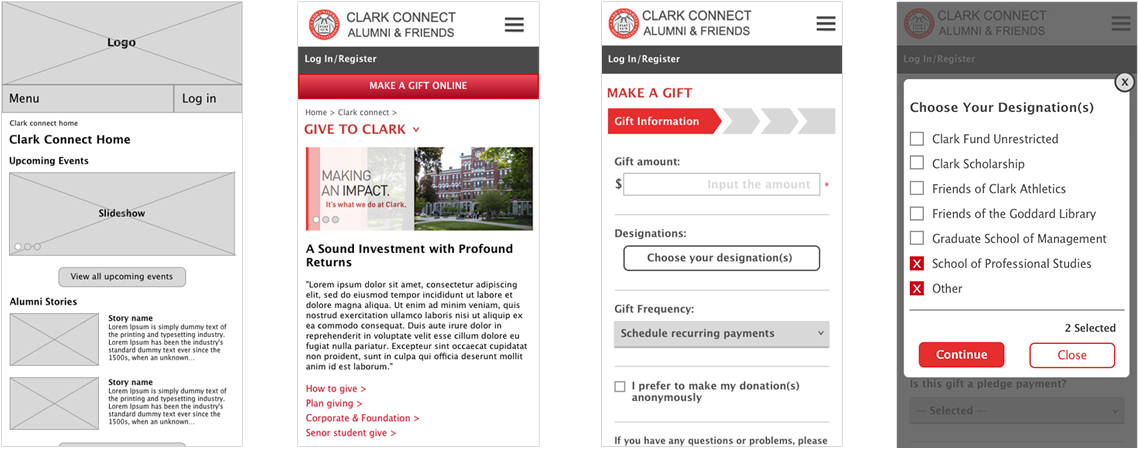 Logo
Menu
Log in
Clark connect home
Clark Connect Home
Upcoming Events
Slideshow
View all upcoming events
Alumni Stories
Story name
Lorem Ipsum is simply dummy text of
the printing and typesetting industry.
Lorem Ipsum has been the industry's
standard dummy text ever since the
1500s, when an unknown...
Story name
Lorem Ipsum is simply dummy text of
the printing and typesetting industry.
Lorem Ipsum has been the industry's
standard dummy text ever since the
1500s, when an unknown...
CLARK CONNECT
ALUMNI & FRIENDS
Log In/Register
MAKE A GIFT ONLINE
Home > Clark connect >
GIVE TO CLARK
MAKING
AN IMPACT.
It's what we do at Clark.
A Sound Investment with Profound
Returns
"Lorem ipsum dolor sit amet, consectetur adipiscing
elit, sed do eiusmod tempor incididunt ut labore et
dolore magna aliqua. Ut enim ad minim veniam, quis
nostrud exercitation ullamco laboris nisi ut aliquip ex
ea commodo consequat. Duis aute irure dolor in
reprehenderit in voluptate velit esse cillum dolore eu
fugiat nulla pariatur. Excepteur sint occaecat cupidatat
non proident, sunt in culpa qui officia deserunt mollit
anim id est laborum."
How to give >
Plan giving >
Corporate & Foundation >
Senor student give >
CLARK CONNECT
ALUMNI & FRIENDS
Log In/Register
MAKE A GIFT
Gift Information
Gift amount:
$ Input the amount *
Designations:
Choose your designation(s)
Gift Frequency:
Schedule recurring payments
I prefer to make my donation(s)
anonymously
If you have any questions or problems, please
CLARK CONNECT
ALUMNI & FRIENDS
Log In/Register
X
Choose Your Designation(s)
Clark Fund Unrestricted
Clark Scholarship
Friends of Clark Athletics
Friends of the Goddard Library
Graduate School of Management
X School of Professional Studies
X Other
2 Selected
Continue
Close
Is this gift a pledge payment?
— Selected —